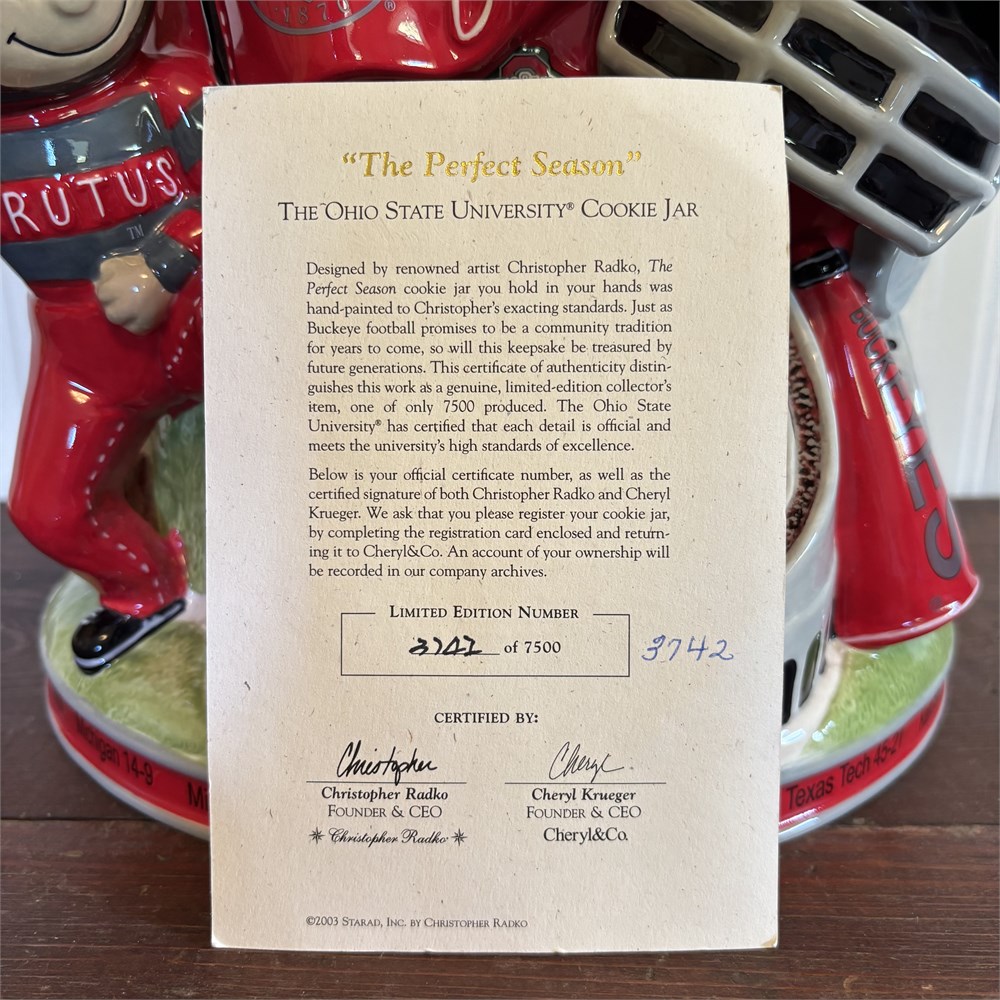 1870
RUTUS
TM
BUCKEYES
Michigan 14-9
Mi
Texas Tech 45-21
"The Perfect Season"
THE OHIO STATE UNIVERSITY® COOKIE JAR
Designed by renowned artist Christopher Radko, The
Perfect Season cookie jar you hold in your hands was
hand-painted to Christopher's exacting standards. Just as
Buckeye football promises to be a community tradition
for years to come, so will this keepsake be treasured by
future generations. This certificate of authenticity distin-
guishes this work as a genuine, limited-edition collector's
item, one of only 7500 produced. The Ohio State
University® has certified that each detail is official and
meets the university's high standards of excellence.
Below is your official certificate number, as well as the
certified signature of both Christopher Radko and Cheryl
Krueger. We ask that you please register your cookie jar,
by completing the registration card enclosed and return-
ing it to Cheryl&Co. An account of your ownership will
be recorded in our company archives.
LIMITED EDITION NUMBER
3742 of 7500 3742
CERTIFIED BY:
Christopher Cheryl
Christopher Radko Cheryl Krueger
FOUNDER & CEO FOUNDER & CEO
Christopher Radko Cheryl&Co.
©2003 STARAD, INC. BY CHRISTOPHER RADKO